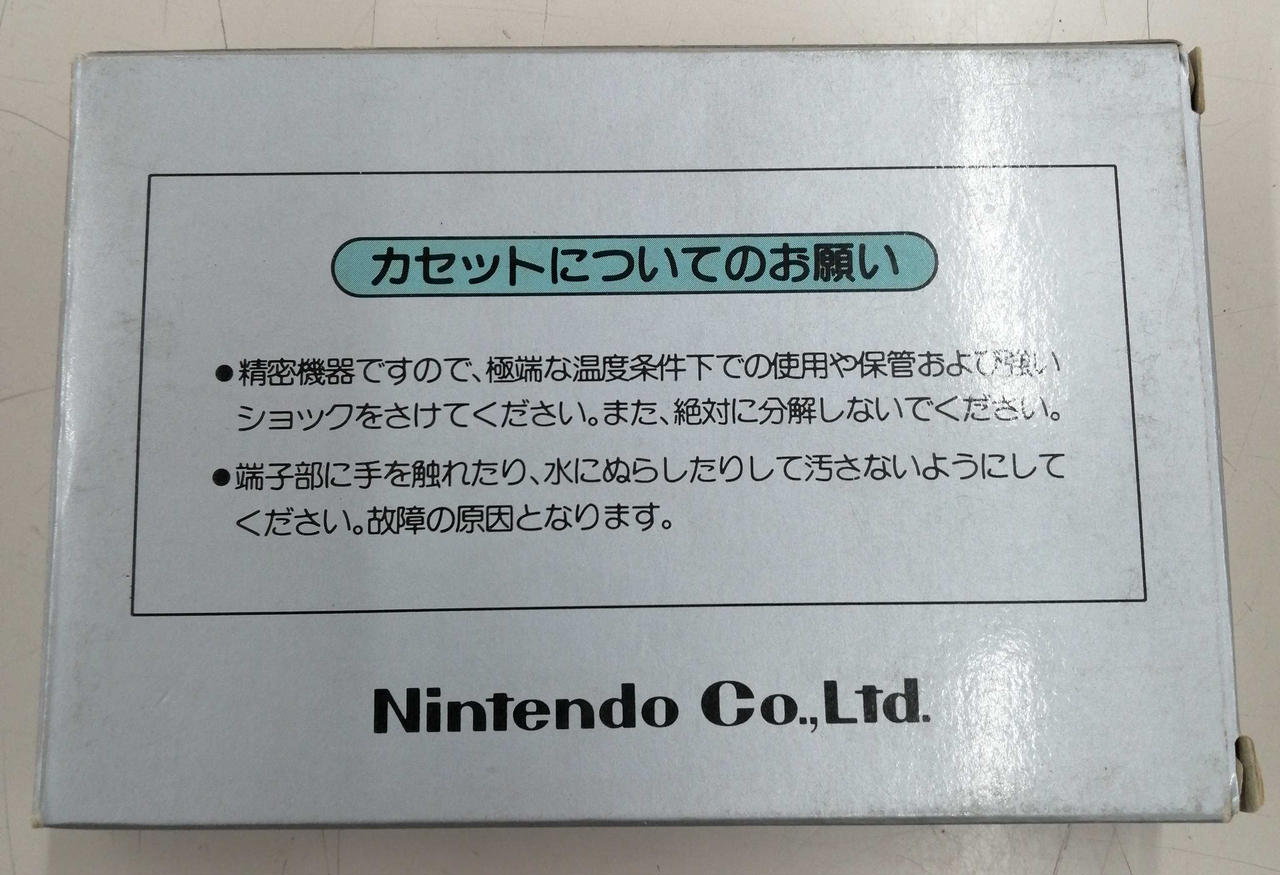 カセットについてのお願い
●精密機器ですので、極端な温度条件下での使用や保管および強い
ショックをさけてください。また、絶対に分解しないでください。
●端子部に手を触れたり、水にぬらしたりして汚さないようにして
ください。故障の原因となります。
Nintendo Co.,Ltd.